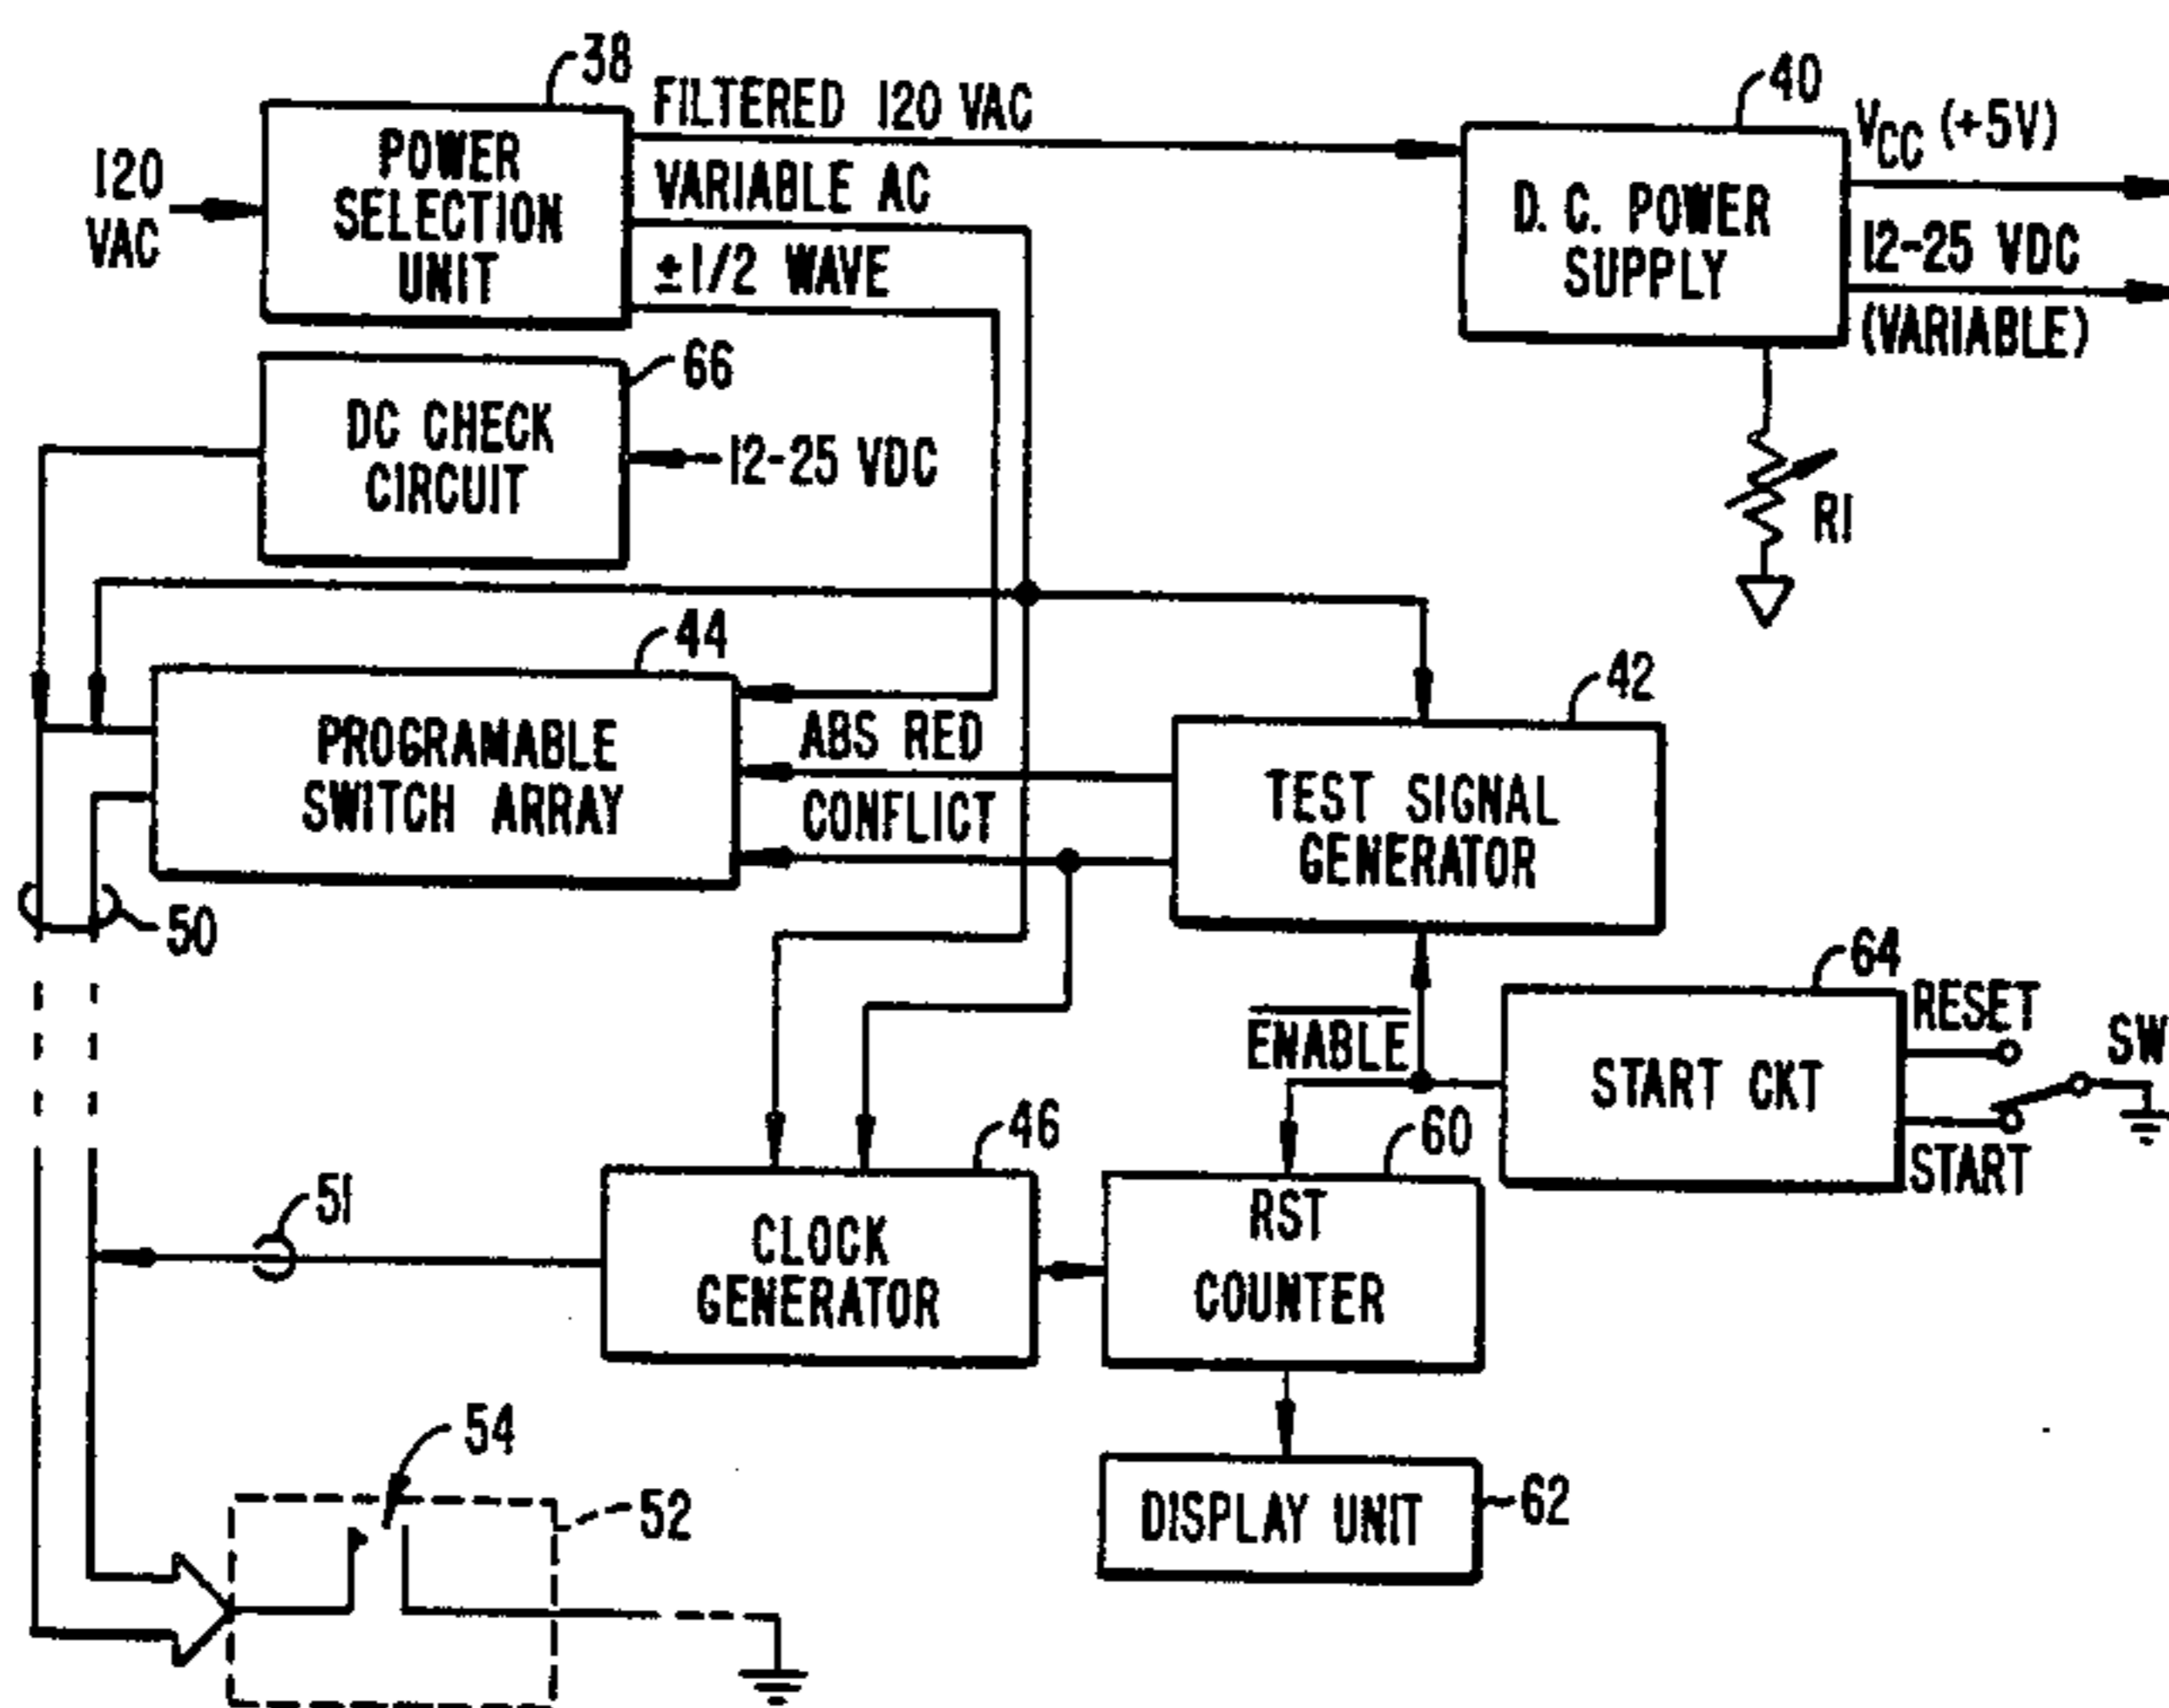 38
FILTERED 120 VAC
40
VCC (+5V)
120
VAC
POWER
SELECTION
UNIT
VARIABLE AC
±1/2 WAVE
D. C. POWER
SUPPLY
12-25 VDC
(VARIABLE)
66
DC CHECK
CIRCUIT
12-25 VDC
R1
44
42
PROGRAMABLE
SWITCH ARRAY
ABS RED
CONFLICT
TEST SIGNAL
GENERATOR
50
64
RESET
SW
ENABLE
START CKT
START
46
60
51
CLOCK
GENERATOR
RST
COUNTER
54
52
DISPLAY UNIT
62